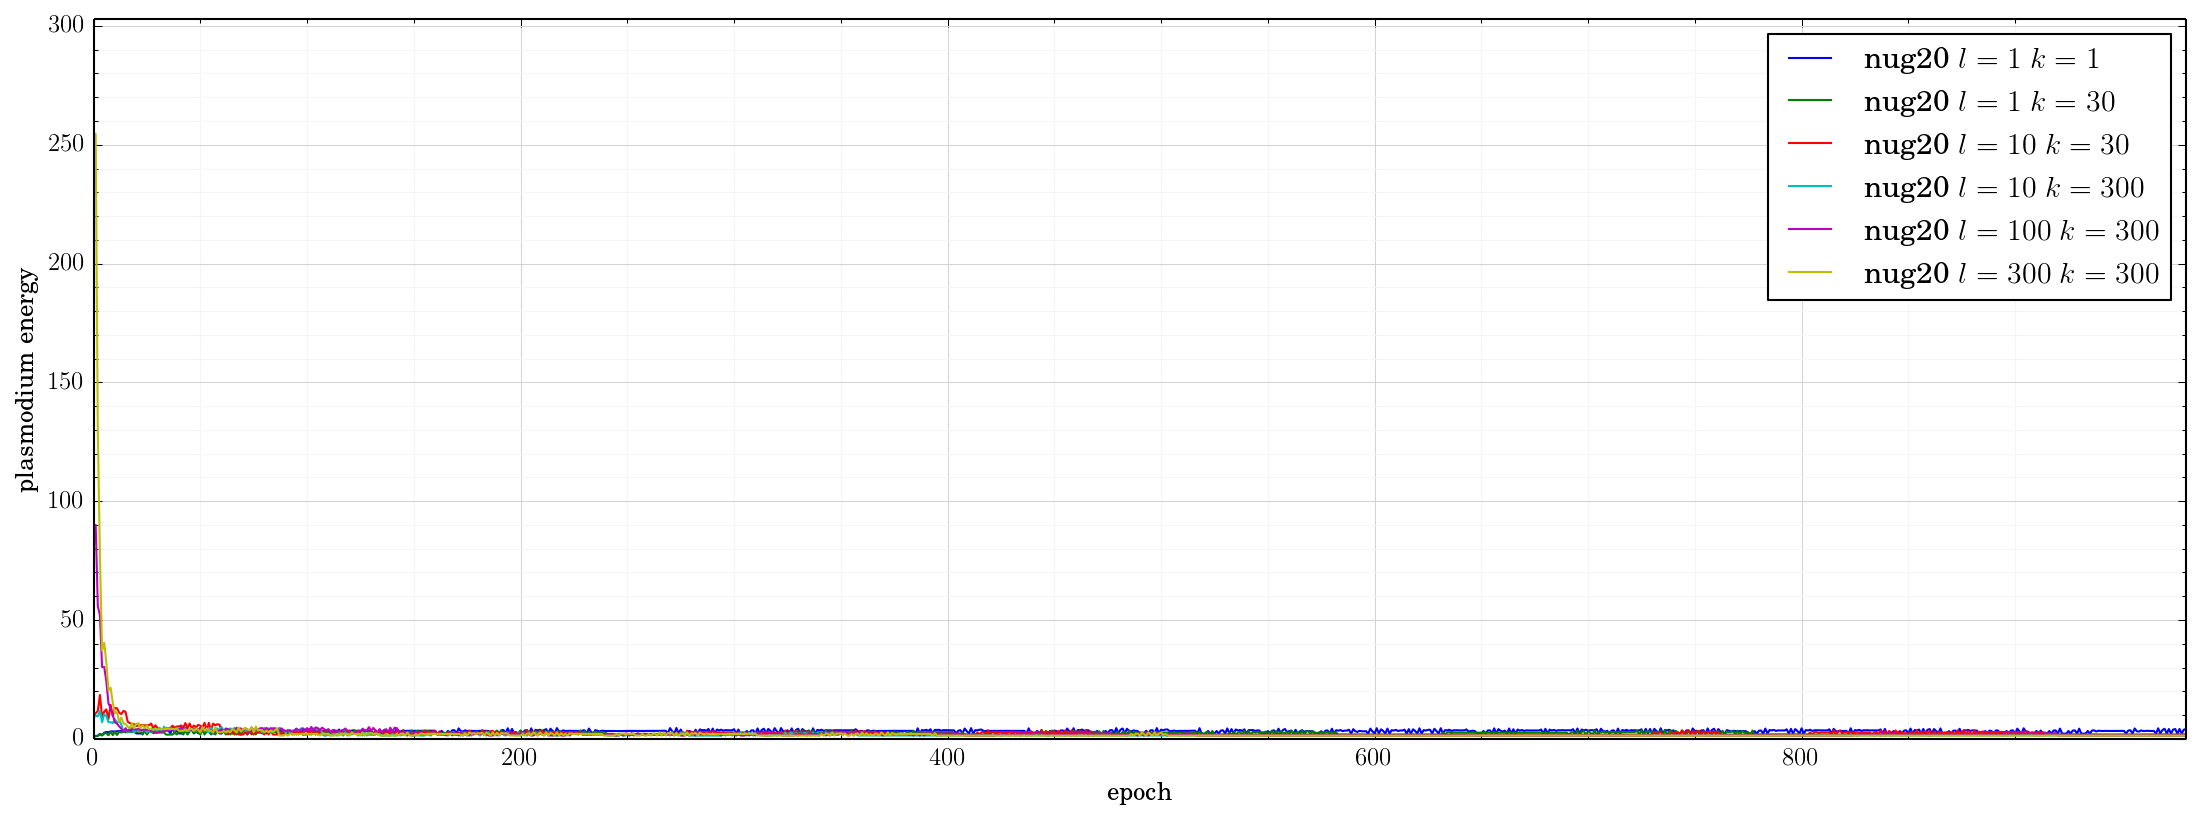 300
250
200
150
100
50
0
plasmodium energy
nug20 l = 1 k = 1
nug20 l = 1 k = 30
nug20 l = 10 k = 30
nug20 l = 10 k = 300
nug20 l = 100 k = 300
nug20 l = 300 k = 300
0 200 400 600 800
epoch